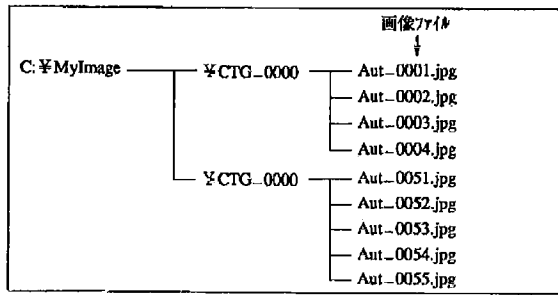 画像ファイル
C:¥MyImage ¥CTG_0000 Aut_0001.jpg
Aut_0002.jpg
Aut_0003.jpg
Aut_0004.jpg
¥CTG_0000 Aut_0051.jpg
Aut_0052.jpg
Aut_0053.jpg
Aut_0054.jpg
Aut_0055.jpg